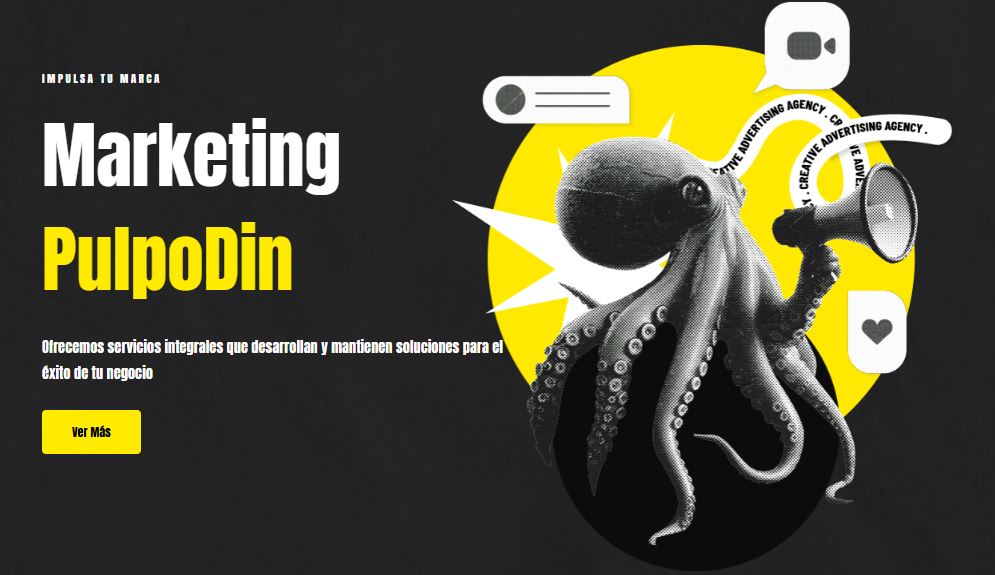 IMPULSA TU MARCA
Marketing
PulpoDin
Ofrecemos servicios integrales que desarrollan y mantienen soluciones para el
éxito de tu negocio
Ver Más
ADVERTISING AGENCY .
. CREATIVE ADVERTISING AGENCY .